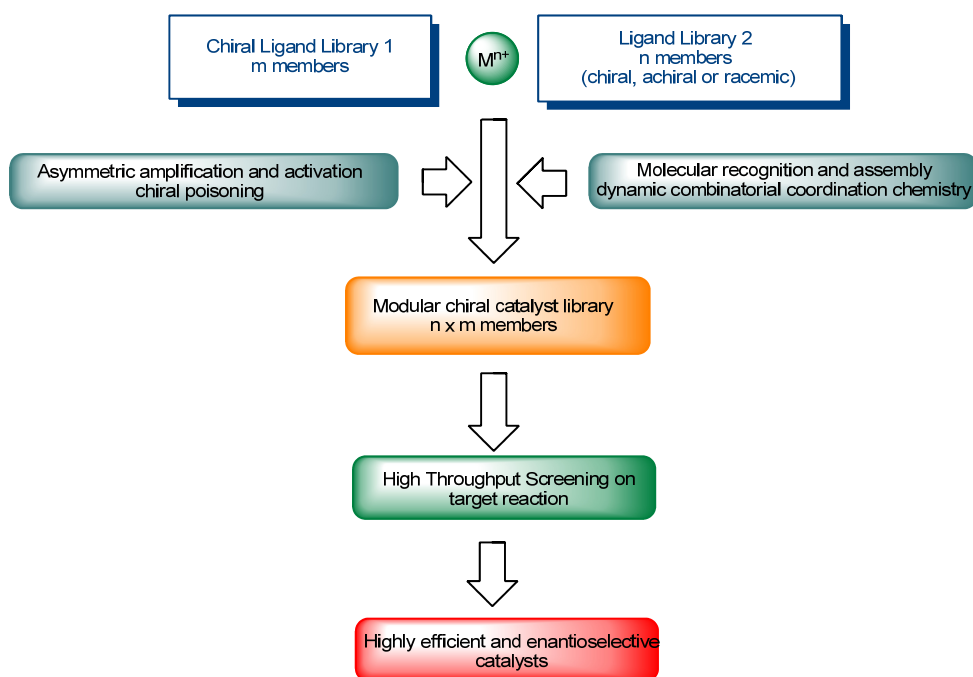 Chiral Ligand Library 1
m members
Mⁿ⁺
Ligand Library 2
n members
(chiral, achiral or racemic)
Asymmetric amplification and activation
chiral poisoning
Molecular recognition and assembly
dynamic combinatorial coordination chemistry
Modular chiral catalyst library
n x m members
High Throughput Screening on
target reaction
Highly efficient and enantioselective
catalysts